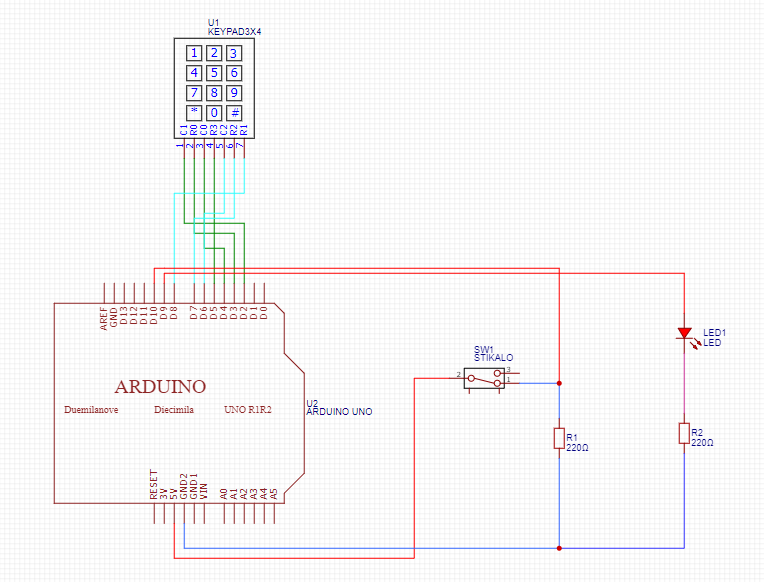 U1
KEYPAD3X4
1 2 3
4 5 6
7 8 9
* 0 #
C1 R0 C0 R3 C2 R2 R1
1 2 3 4 5 6 7
AREF GND D13 D12 D11 D10 D9 D8 D7 D6 D5 D4 D3 D2 D1 D0
LED1
LED
SW1
STIKALO
2 3
1
ARDUINO
Duemilanove Diecimila UNO R1R2
U2
ARDUINO UNO
R1
220Ω
R2
220Ω
RESET 3V 5V GND2 GND1 VIN A0 A1 A2 A3 A4 A5